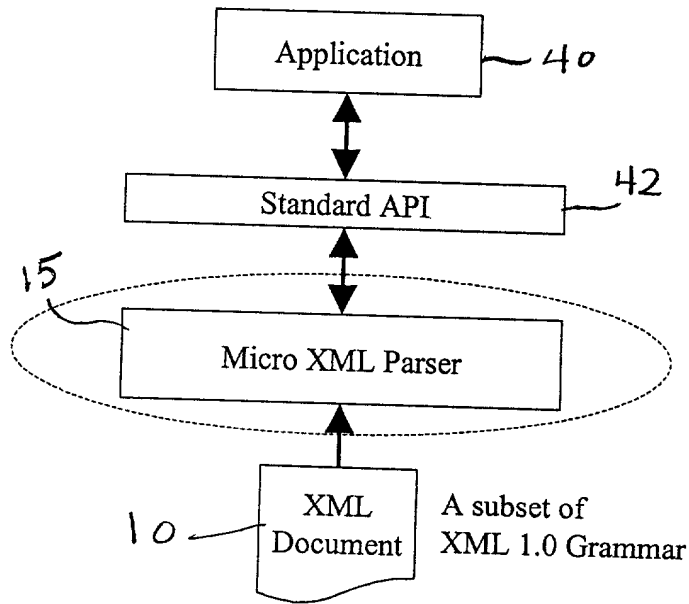 Application
40
Standard API
42
15
Micro XML Parser
10
XML
Document
A subset of
XML 1.0 Grammar